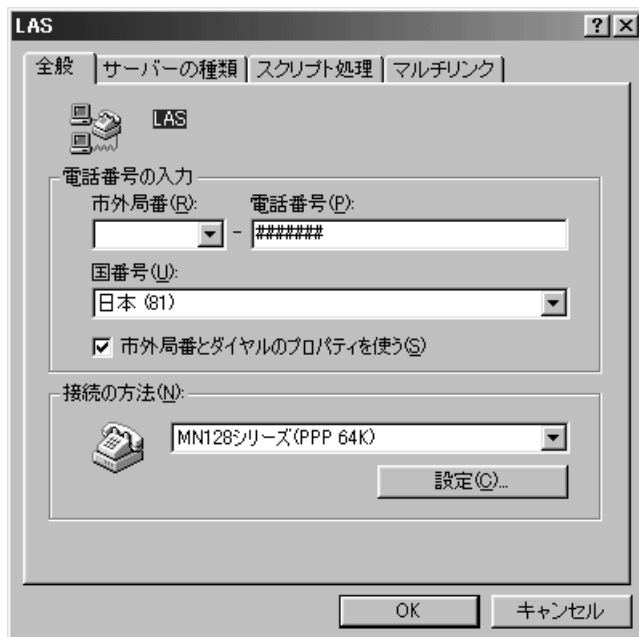 LAS
全般 サーバーの種類 スクリプト処理 マルチリンク
LAS
電話番号の入力
市外局番(R): 電話番号(P):
- #######
国番号(U):
日本 (81)
市外局番とダイヤルのプロパティを使う(S)
接続の方法(N):
MN128シリーズ(PPP 64K)
設定(C)...
OK キャンセル